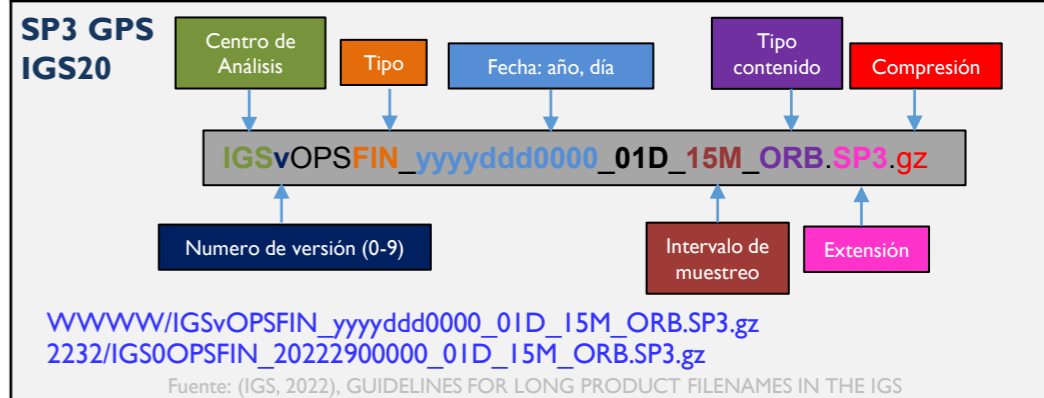 SP3 GPS
IGS20
Centro de
Análisis
Tipo
Fecha: año, día
Tipo
contenido
Compresión
IGSvOPSFIN_yyyyddd0000_01D_15M_ORB.SP3.gz
Numero de versión (0-9)
Intervalo de
muestreo
Extensión
WWWW/IGSvOPSFIN_yyyyddd0000_01D_15M_ORB.SP3.gz
2232/IGS0OPSFIN_20222900000_01D_15M_ORB.SP3.gz
Fuente: (IGS, 2022), GUIDELINES FOR LONG PRODUCT FILENAMES IN THE IGS